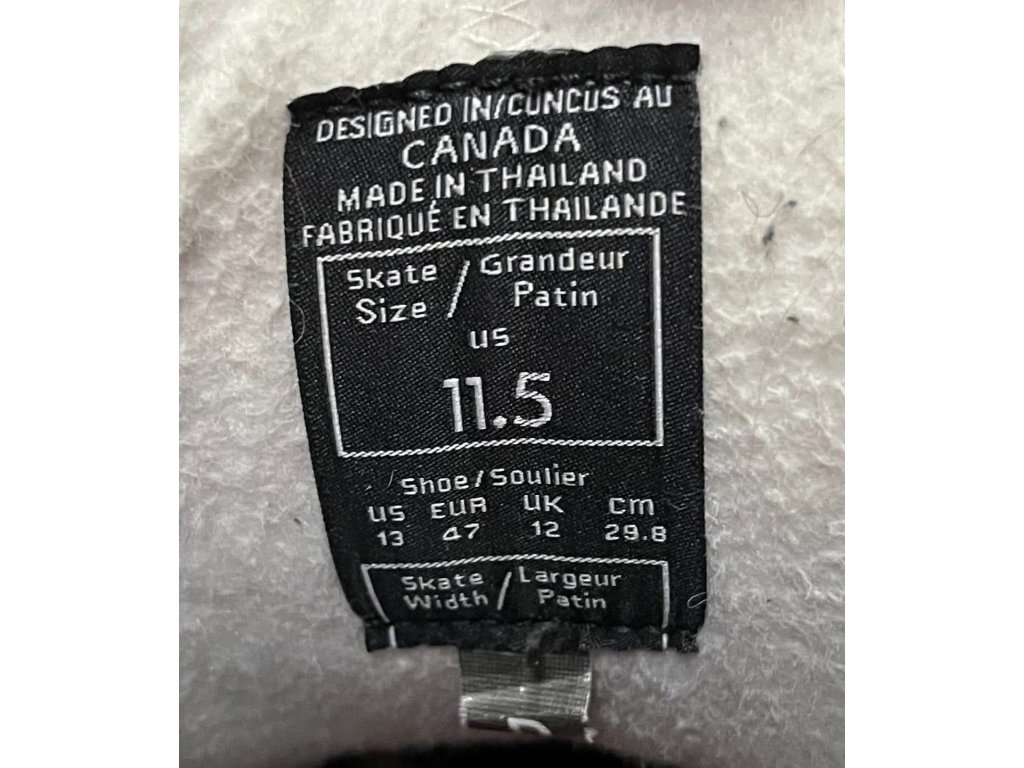 DESIGNED IN/CUNCUS AU
CANADA
MADE IN THAILAND
FABRIQUÉ EN THAILANDE
Skate Size / Grandeur Patin
US
11.5
Shoe/Soulier
US EUR UK cm
13 47 12 29.8
Skate Width / Largeur Patin